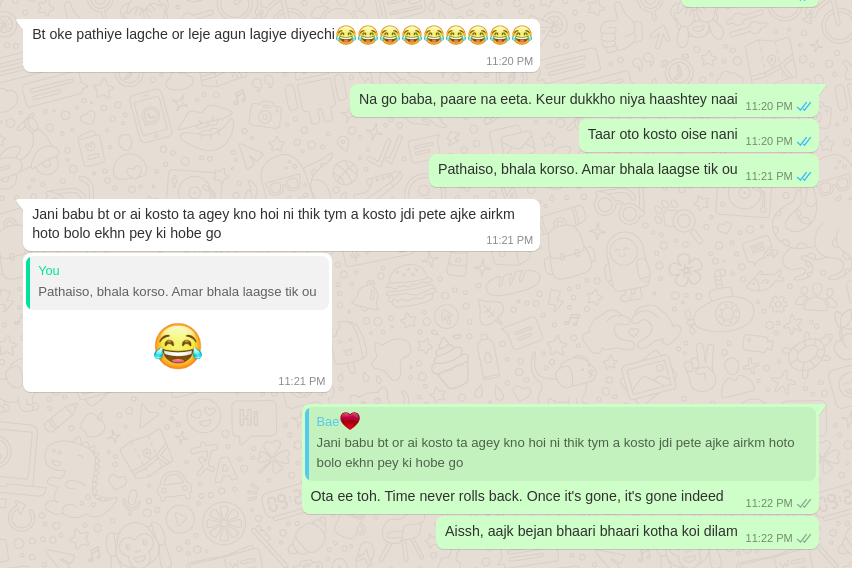 Bt oke pathiye lagche or leje agun lagiye diyechi😂😂😂😂😂😂😂😂😂
11:20 PM
Na go baba, paare na eeta. Keur dukkho niya haashtey naai 11:20 PM
Taar oto kosto oise nani 11:20 PM
Pathaiso, bhala korso. Amar bhala laagse tik ou 11:21 PM
Jani babu bt or ai kosto ta agey kno hoi ni thik tym a kosto jdi pete ajke airkm
hoto bolo ekhn pey ki hobe go 11:21 PM
You
Pathaiso, bhala korso. Amar bhala laagse tik ou
😂
11:21 PM
Bae❤️
Jani babu bt or ai kosto ta agey kno hoi ni thik tym a kosto jdi pete ajke airkm hoto
bolo ekhn pey ki hobe go
Ota ee toh. Time never rolls back. Once it's gone, it's gone indeed 11:22 PM
Aissh, aajk bejan bhaari bhaari kotha koi dilam 11:22 PM